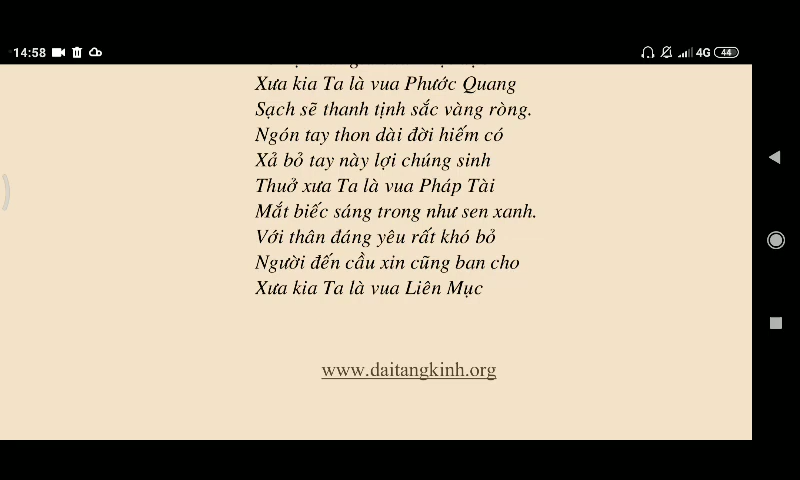 14:58
4G 44
Xưa kia Ta là vua Phước Quang
Sạch sẽ thanh tịnh sắc vàng ròng.
Ngón tay thon dài đời hiếm có
Xả bỏ tay này lợi chúng sinh
Thuở xưa Ta là vua Pháp Tài
Mắt biếc sáng trong như sen xanh.
Với thân đáng yêu rất khó bỏ
Người đến cầu xin cũng ban cho
Xưa kia Ta là vua Liên Mục
www.daitangkinh.org